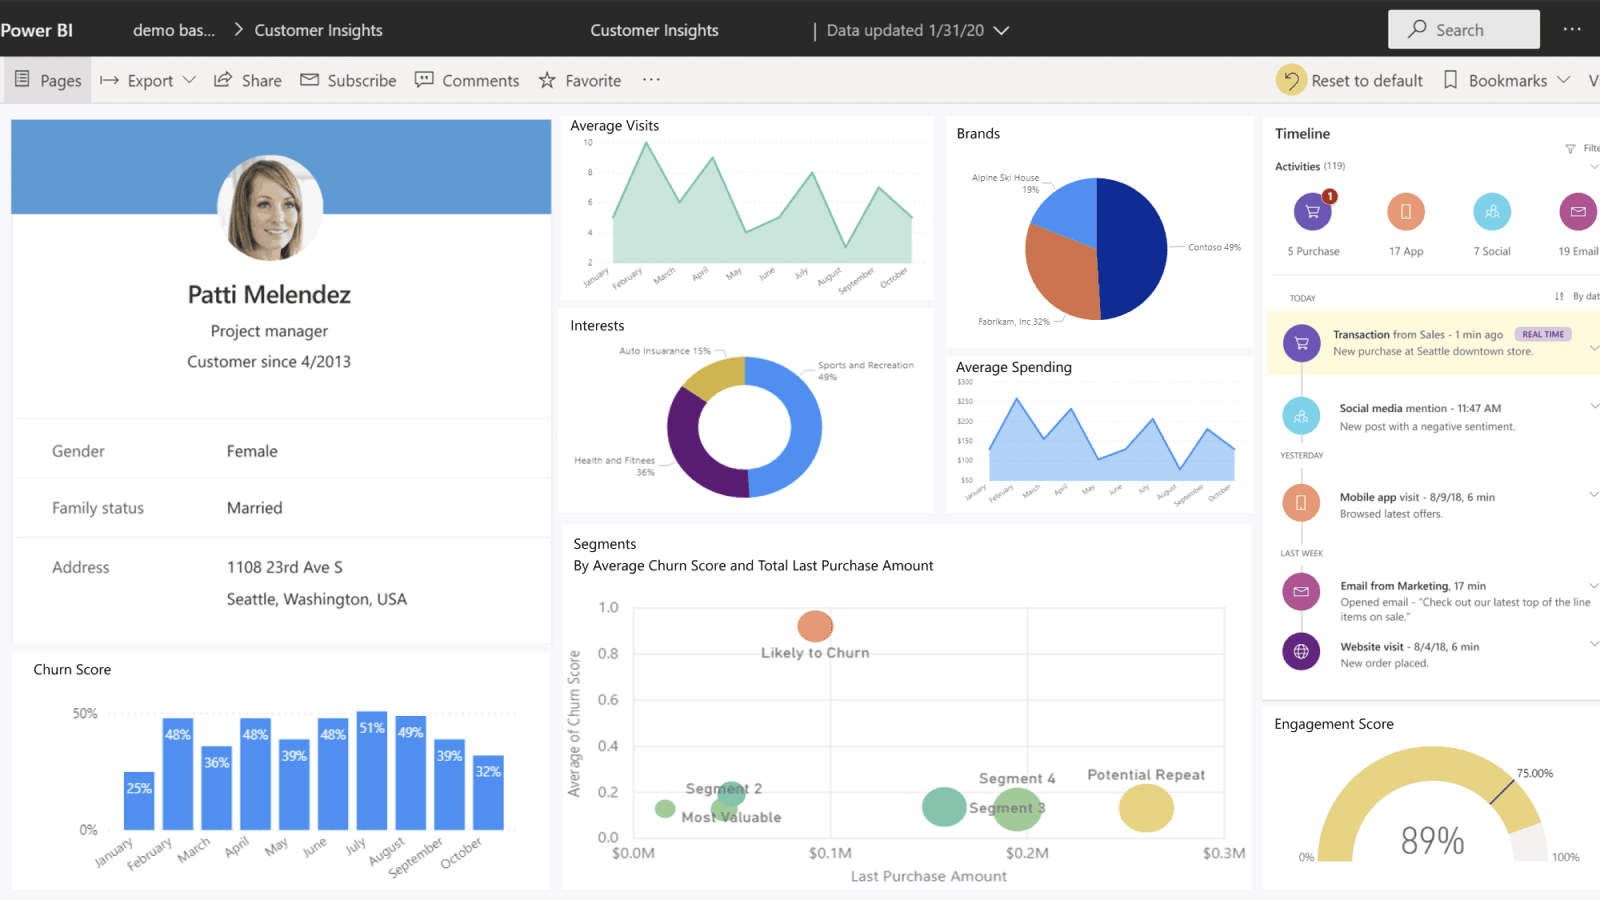 Power BI
demo bas... > Customer Insights
Customer Insights
| Data updated 1/31/20
Search
...
Pages
Export
Share
Subscribe
Comments
Favorite
...
Reset to default
Bookmarks
Patti Melendez
Project manager
Customer since 4/2013
Gender Female
Family status Married
Address 1108 23rd Ave S
Seattle, Washington, USA
Churn Score
50%
0%
25%
48%
36%
48%
39%
48%
51%
49%
39%
32%
January
February
March
April
May
June
July
August
September
October
Average Visits
10
8
6
4
2
January
February
March
April
May
June
July
August
September
October
Interests
Auto Insuarance 15%
Sports and Recreation
49%
Health and Fitnees
36%
Brands
Alpine Ski House
19%
Contoso 49%
Fabrikam, Inc 32%
Average Spending
$300
$250
$200
$150
$100
$50
January
February
March
April
May
June
July
August
September
October
Segments
By Average Churn Score and Total Last Purchase Amount
Average of Churn Score
1.0
0.8
0.6
0.4
0.2
0.0
Likely to Churn
Segment 2
Most Valuable
Segment 4
Segment 3
Potential Repeat
$0.0M
$0.1M
$0.2M
$0.3M
Last Purchase Amount
Timeline
Filte
Activities (119)
1
5 Purchase
17 App
7 Social
19 Email
TODAY
By dat
Transaction from Sales - 1 min ago REAL TIME
New purchase at Seattle downtown store.
Social media mention - 11:47 AM
New post with a negative sentiment.
YESTERDAY
Mobile app visit - 8/9/18, 6 min
Browsed latest offers.
LAST WEEK
Email from Marketing, 17 min
Opened email - “Check out our latest top of the line
items on sale.”
Website visit - 8/4/18, 6 min
New order placed.
Engagement Score
75.00%
89%
0%
100%